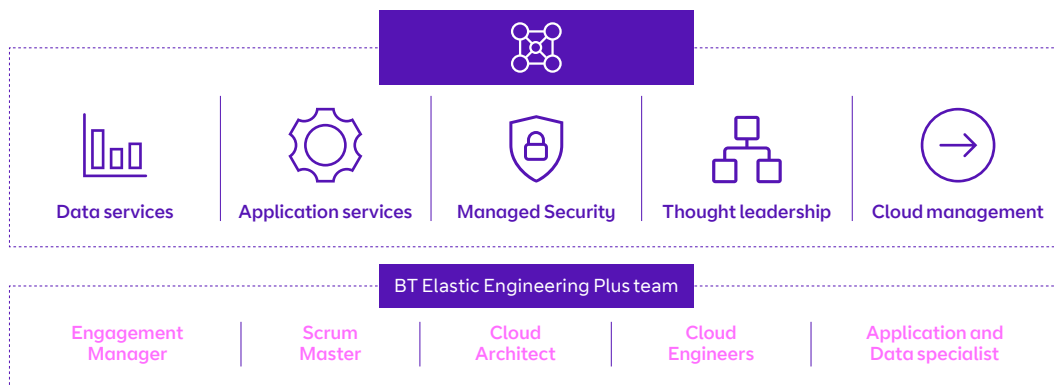 Data services
Application services
Managed Security
Thought leadership
Cloud management
BT Elastic Engineering Plus team
Engagement
Manager
Scrum
Master
Cloud
Architect
Cloud
Engineers
Application and
Data specialist